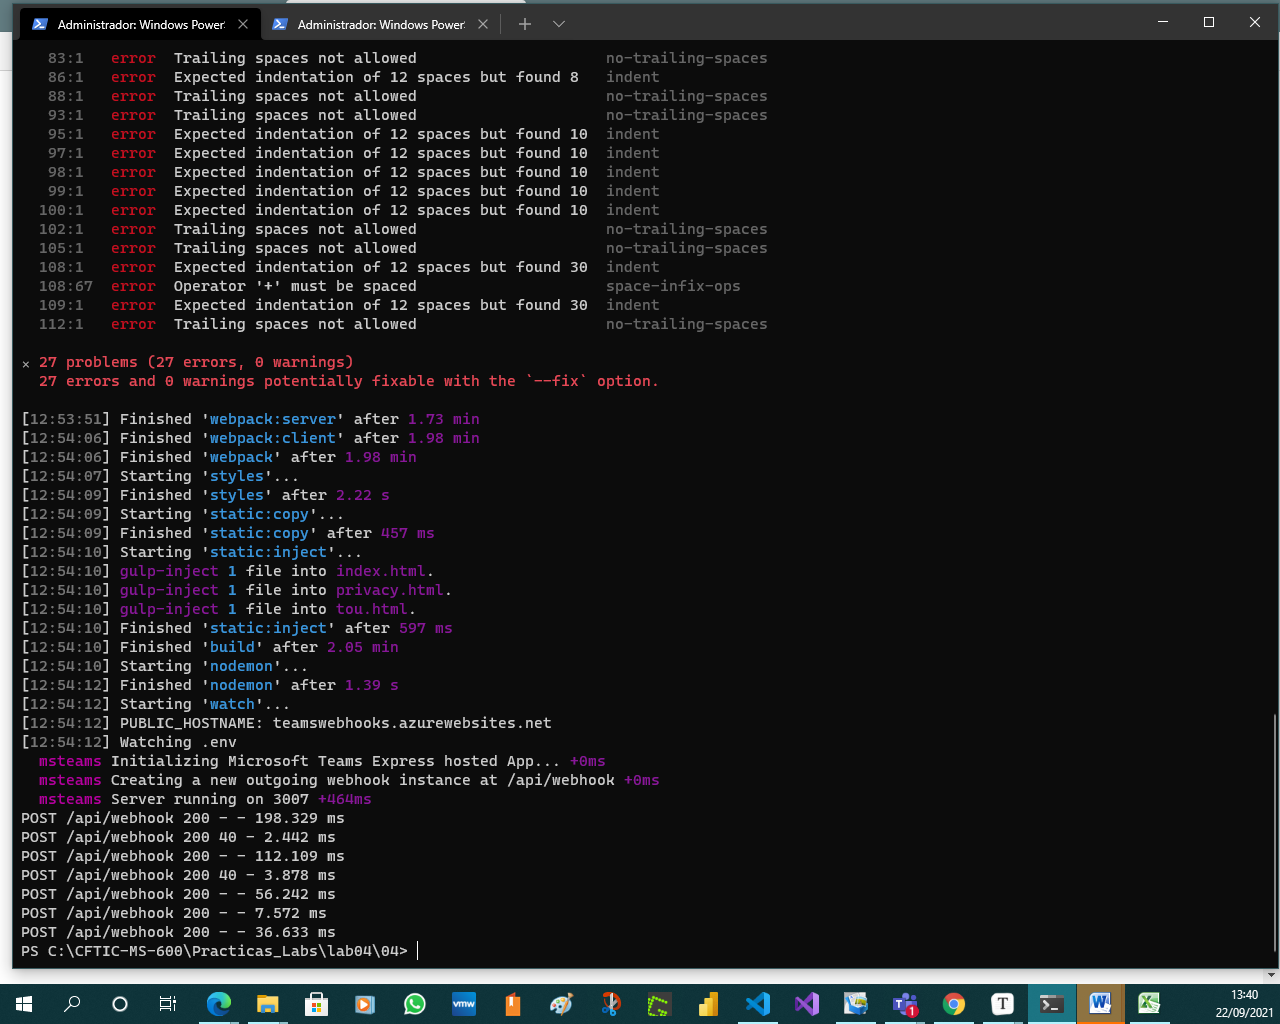 Administrador: Windows PowerS
Administrador: Windows PowerS
83:1 error Trailing spaces not allowed no-trailing-spaces
86:1 error Expected indentation of 12 spaces but found 8 indent
88:1 error Trailing spaces not allowed no-trailing-spaces
93:1 error Trailing spaces not allowed no-trailing-spaces
95:1 error Expected indentation of 12 spaces but found 10 indent
97:1 error Expected indentation of 12 spaces but found 10 indent
98:1 error Expected indentation of 12 spaces but found 10 indent
99:1 error Expected indentation of 12 spaces but found 10 indent
100:1 error Expected indentation of 12 spaces but found 10 indent
102:1 error Trailing spaces not allowed no-trailing-spaces
105:1 error Trailing spaces not allowed no-trailing-spaces
108:1 error Expected indentation of 12 spaces but found 30 indent
108:67 error Operator '+' must be spaced space-infix-ops
109:1 error Expected indentation of 12 spaces but found 30 indent
112:1 error Trailing spaces not allowed no-trailing-spaces
× 27 problems (27 errors, 0 warnings)
27 errors and 0 warnings potentially fixable with the `--fix` option.
[12:53:51] Finished 'webpack:server' after 1.73 min
[12:54:06] Finished 'webpack:client' after 1.98 min
[12:54:06] Finished 'webpack' after 1.98 min
[12:54:07] Starting 'styles'...
[12:54:09] Finished 'styles' after 2.22 s
[12:54:09] Starting 'static:copy'...
[12:54:09] Finished 'static:copy' after 457 ms
[12:54:10] Starting 'static:inject'...
[12:54:10] gulp-inject 1 file into index.html.
[12:54:10] gulp-inject 1 file into privacy.html.
[12:54:10] gulp-inject 1 file into tou.html.
[12:54:10] Finished 'static:inject' after 597 ms
[12:54:10] Finished 'build' after 2.05 min
[12:54:10] Starting 'nodemon'...
[12:54:12] Finished 'nodemon' after 1.39 s
[12:54:12] Starting 'watch'...
[12:54:12] PUBLIC_HOSTNAME: teamswebhooks.azurewebsites.net
[12:54:12] Watching .env
msteams Initializing Microsoft Teams Express hosted App... +0ms
msteams Creating a new outgoing webhook instance at /api/webhook +0ms
msteams Server running on 3007 +464ms
POST /api/webhook 200 - - 198.329 ms
POST /api/webhook 200 40 - 2.442 ms
POST /api/webhook 200 - - 112.109 ms
POST /api/webhook 200 40 - 3.878 ms
POST /api/webhook 200 - - 56.242 ms
POST /api/webhook 200 - - 7.572 ms
POST /api/webhook 200 - - 36.633 ms
PS C:\CFTIC-MS-600\Practicas_Labs\lab04\04>
vmw
T
1
13:40
22/09/2021